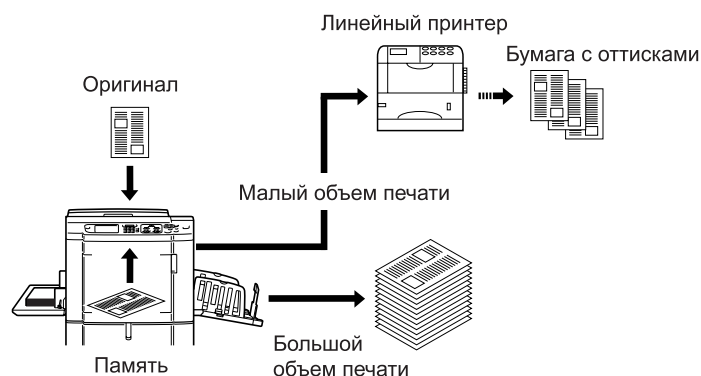 Линейный принтер
Бумага с оттисками
Оригинал
Малый объем печати
Большой
объем печати
Память